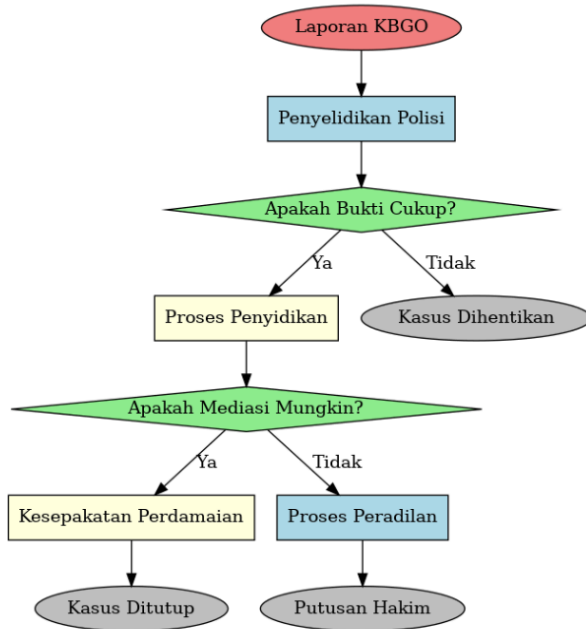 Laporan KBGO
Penyelidikan Polisi
Apakah Bukti Cukup?
Ya
Tidak
Proses Penyidikan
Kasus Dihentikan
Apakah Mediasi Mungkin?
Ya
Tidak
Kesepakatan Perdamaian
Proses Peradilan
Kasus Ditutup
Putusan Hakim